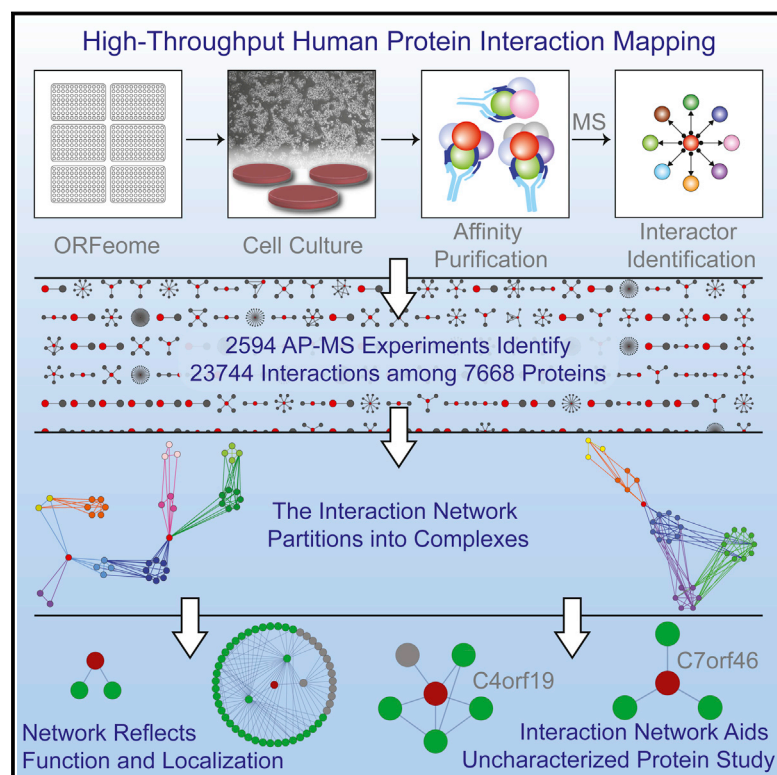 High-Throughput Human Protein Interaction Mapping
MS
ORFeome
Cell Culture
Affinity
Purification
Interactor
Identification
2594 AP-MS Experiments Identify
23744 Interactions among 7668 Proteins
The Interaction Network
Partitions into Complexes
C4orf19
C7orf46
Network Reflects
Function and Localization
Interaction Network Aids
Uncharacterized Protein Study